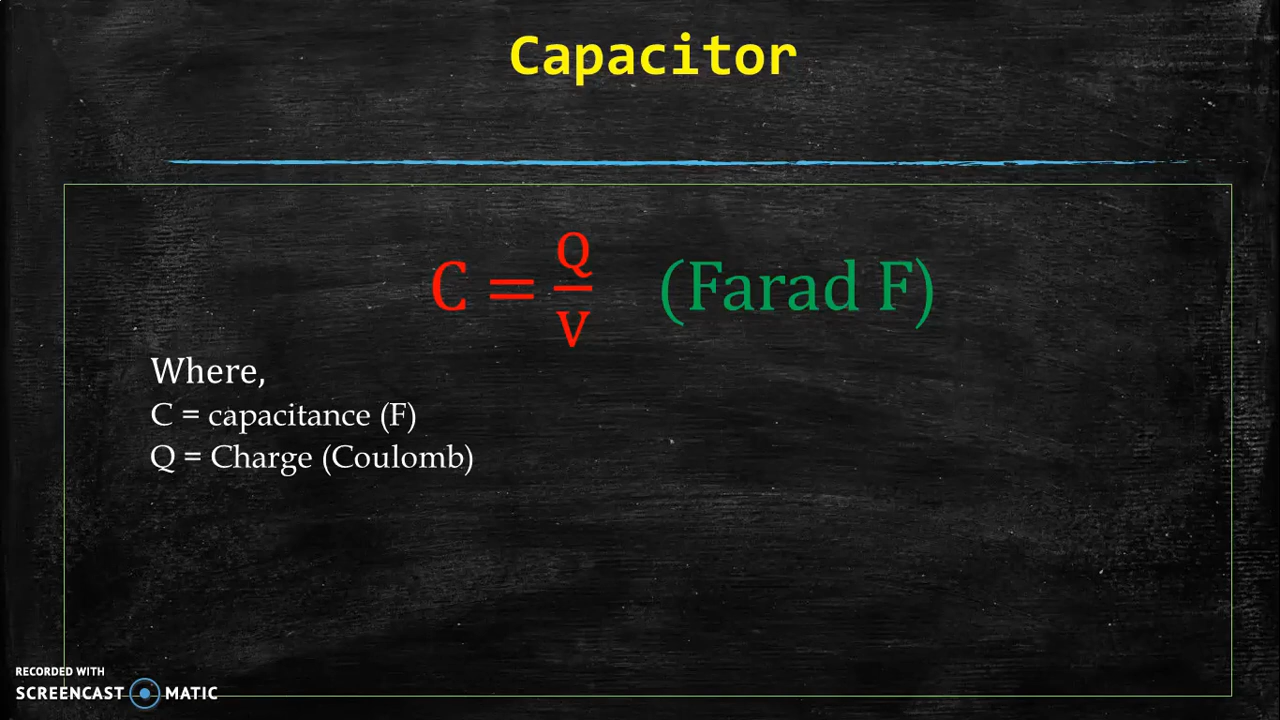 Capacitor
C = Q/V (Farad F)
Where,
C = capacitance (F)
Q = Charge (Coulomb)
RECORDED WITH
SCREENCAST MATIC